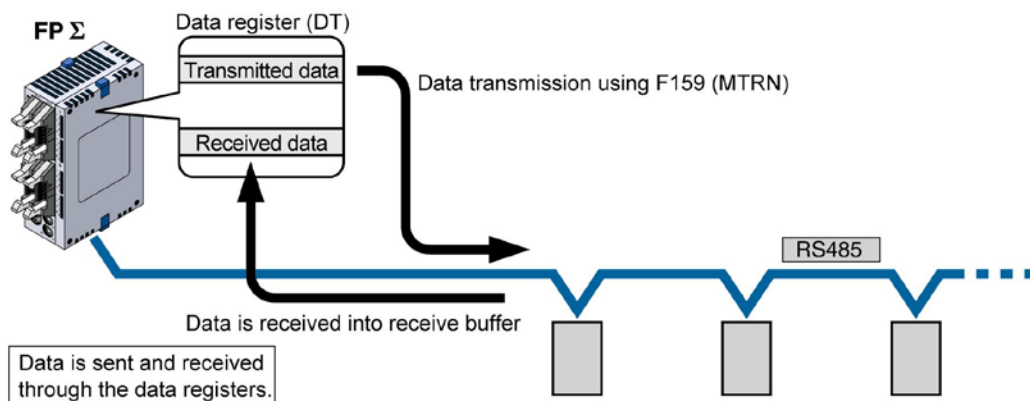 FP Σ
Data register (DT)
Transmitted data
Received data
Data transmission using F159 (MTRN)
RS485
Data is received into receive buffer
Data is sent and received
through the data registers.